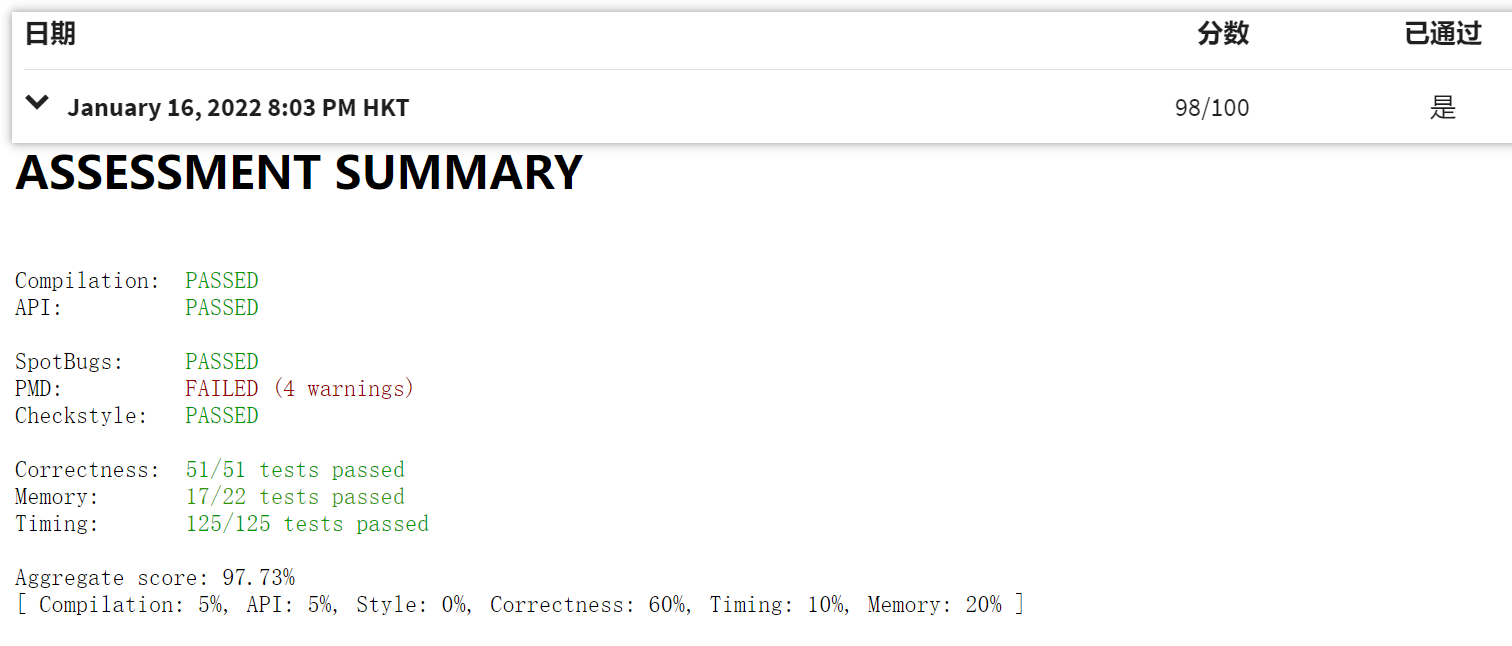 日期 分数 已通过
January 16, 2022 8:03 PM HKT 98/100 是
ASSESSMENT SUMMARY
Compilation: PASSED
API: PASSED
SpotBugs: PASSED
PMD: FAILED (4 warnings)
Checkstyle: PASSED
Correctness: 51/51 tests passed
Memory: 17/22 tests passed
Timing: 125/125 tests passed
Aggregate score: 97.73%
[ Compilation: 5%, API: 5%, Style: 0%, Correctness: 60%, Timing: 10%, Memory: 20% ]